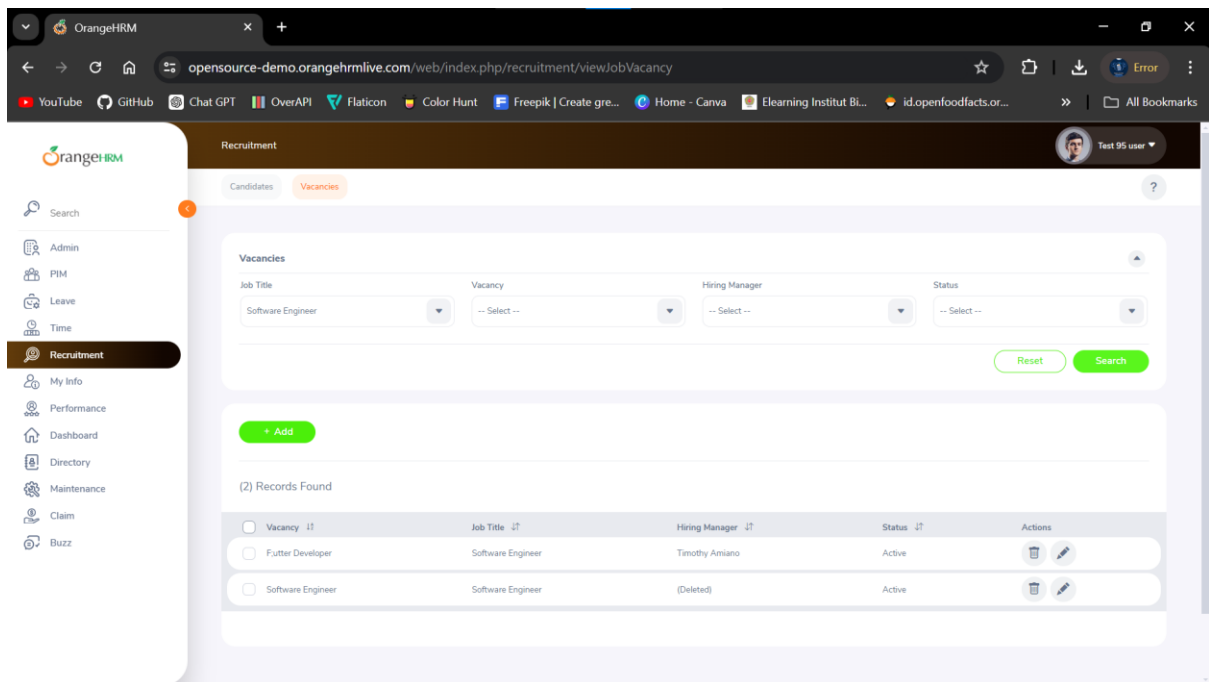 OrangeHRM
opensource-demo.orangehrmlive.com/web/index.php/recruitment/viewJobVacancy
Error
YouTube GitHub Chat GPT OverAPI Flaticon Color Hunt Freepik | Create gre... Home - Canva Elearning Institut Bi... id.openfoodfacts.or... » All Bookmarks
OrangeHRM
Recruitment
Test 95 user
Candidates Vacancies ?
Search
Admin
PIM
Leave
Time
Recruitment
My Info
Performance
Dashboard
Directory
Maintenance
Claim
Buzz
Vacancies
Job Title Vacancy Hiring Manager Status
Software Engineer -- Select -- -- Select -- -- Select --
Reset Search
+ Add
(2) Records Found
Vacancy Job Title Hiring Manager Status Actions
F:utter Developer Software Engineer Timothy Amiano Active
Software Engineer Software Engineer (Deleted) Active